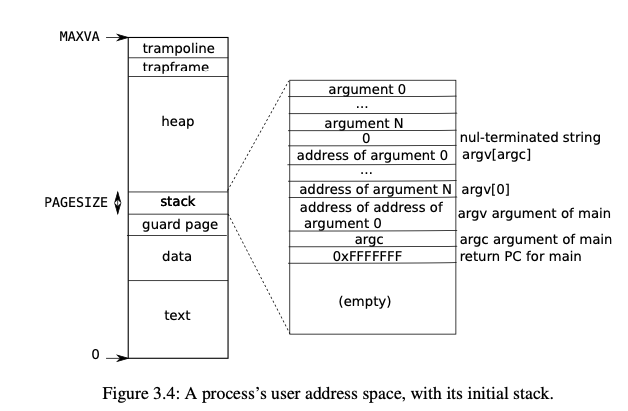 MAXVA
trampoline
trapframe
heap
PAGESIZE
stack
guard page
data
text
0
argument 0
...
argument N
0 nul-terminated string
address of argument 0 argv[argc]
...
address of argument N argv[0]
address of address of
argument 0 argv argument of main
argc argc argument of main
0xFFFFFFF return PC for main
(empty)
Figure 3.4: A process’s user address space, with its initial stack.